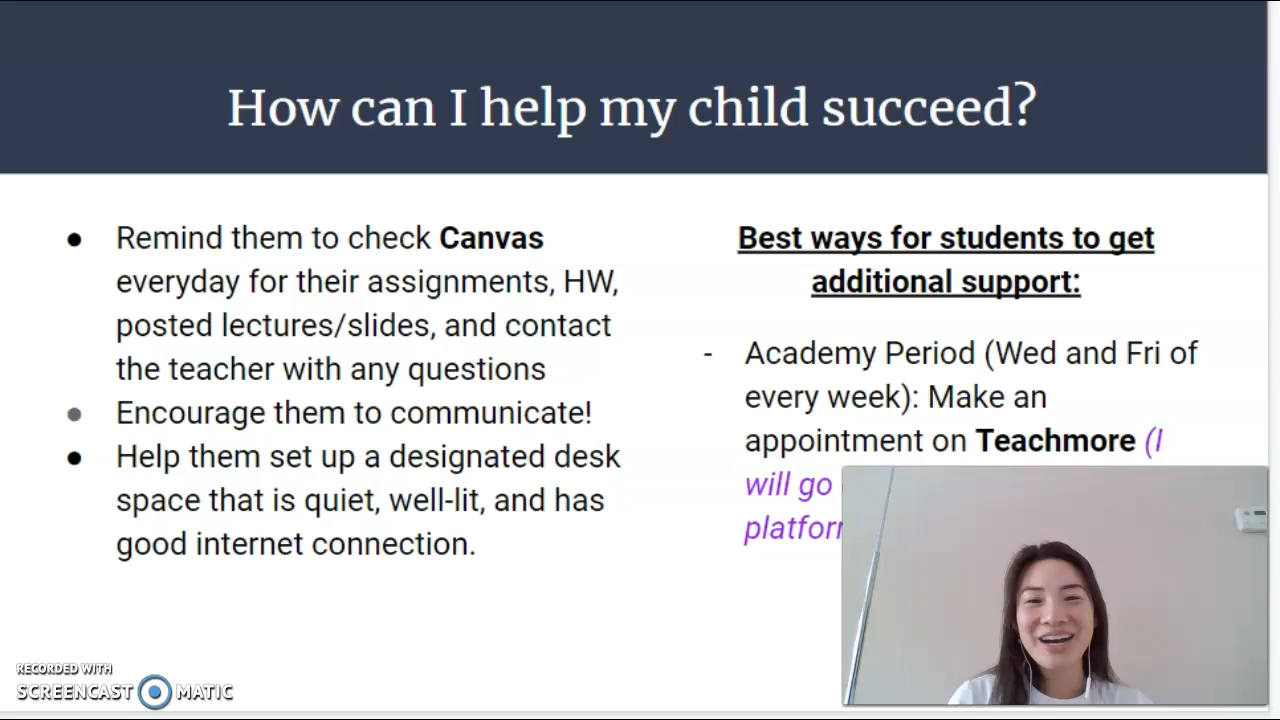 How can I help my child succeed?
● Remind them to check Canvas
everyday for their assignments, HW,
posted lectures/slides, and contact
the teacher with any questions
● Encourage them to communicate!
● Help them set up a designated desk
space that is quiet, well-lit, and has
good internet connection.
Best ways for students to get
additional support:
- Academy Period (Wed and Fri of
every week): Make an
appointment on Teachmore (I
will go
RECORDED WITH
SCREENCAST MATIC